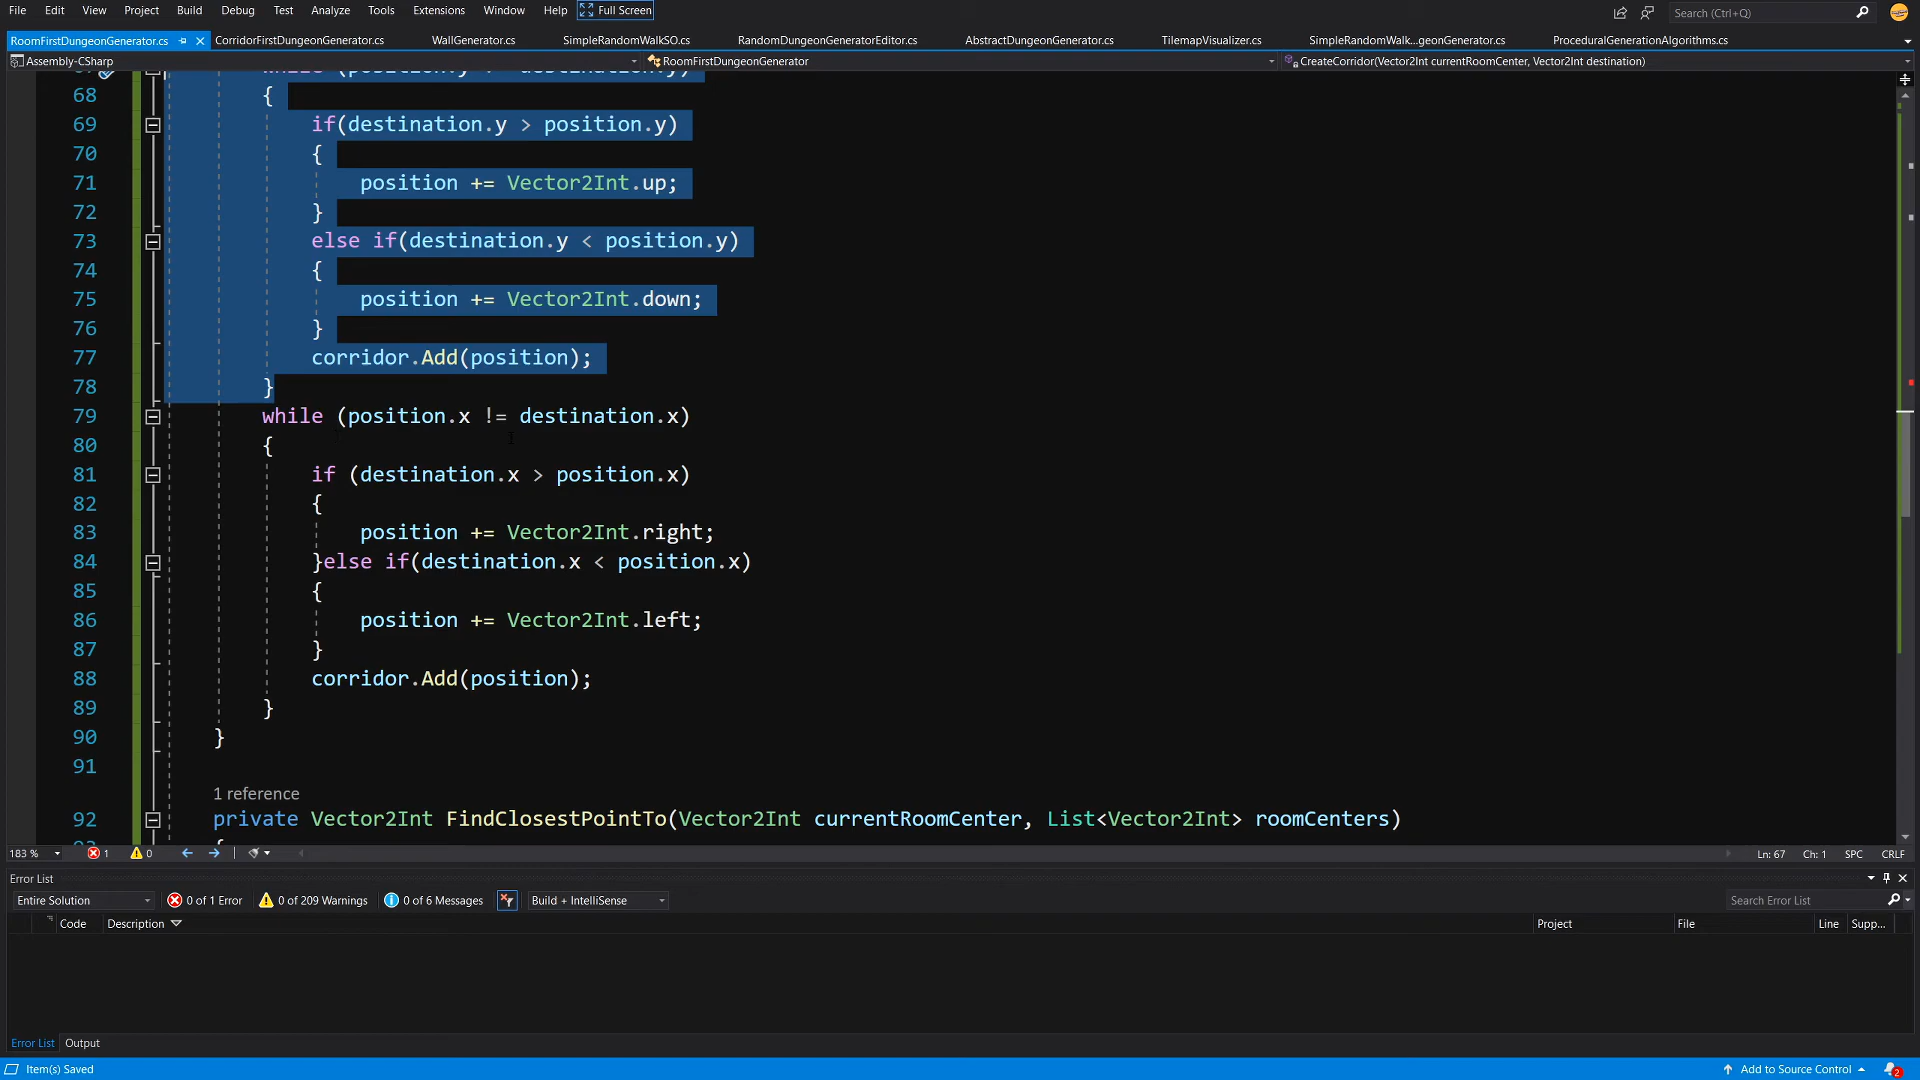 File Edit View Project Build Debug Test Analyze Tools Extensions Window Help Full Screen Search (Ctrl+Q)
RoomFirstDungeonGenerator.cs CorridorFirstDungeonGenerator.cs WallGenerator.cs SimpleRandomWalkSO.cs RandomDungeonGeneratorEditor.cs AbstractDungeonGenerator.cs TilemapVisualizer.cs SimpleRandomWalk...geonGenerator.cs ProceduralGenerationAlgorithms.cs
Assembly-CSharp RoomFirstDungeonGenerator CreateCorridor(Vector2Int currentRoomCenter, Vector2Int destination)
67 while (position.y != destination.y)
68 {
69 if(destination.y > position.y)
70 {
71 position += Vector2Int.up;
72 }
73 else if(destination.y < position.y)
74 {
75 position += Vector2Int.down;
76 }
77 corridor.Add(position);
78 }
79 while (position.x != destination.x)
80 {
81 if (destination.x > position.x)
82 {
83 position += Vector2Int.right;
84 }else if(destination.x < position.x)
85 {
86 position += Vector2Int.left;
87 }
88 corridor.Add(position);
89 }
90 }
91
1 reference
92 private Vector2Int FindClosestPointTo(Vector2Int currentRoomCenter, List<Vector2Int> roomCenters)
{
183 % 1 0 Ln: 67 Ch: 1 SPC CRLF
Error List
Entire Solution 0 of 1 Error 0 of 209 Warnings 0 of 6 Messages Build + IntelliSense Search Error List
Code Description Project File Line Supp...
Error List Output
Item(s) Saved Add to Source Control 2